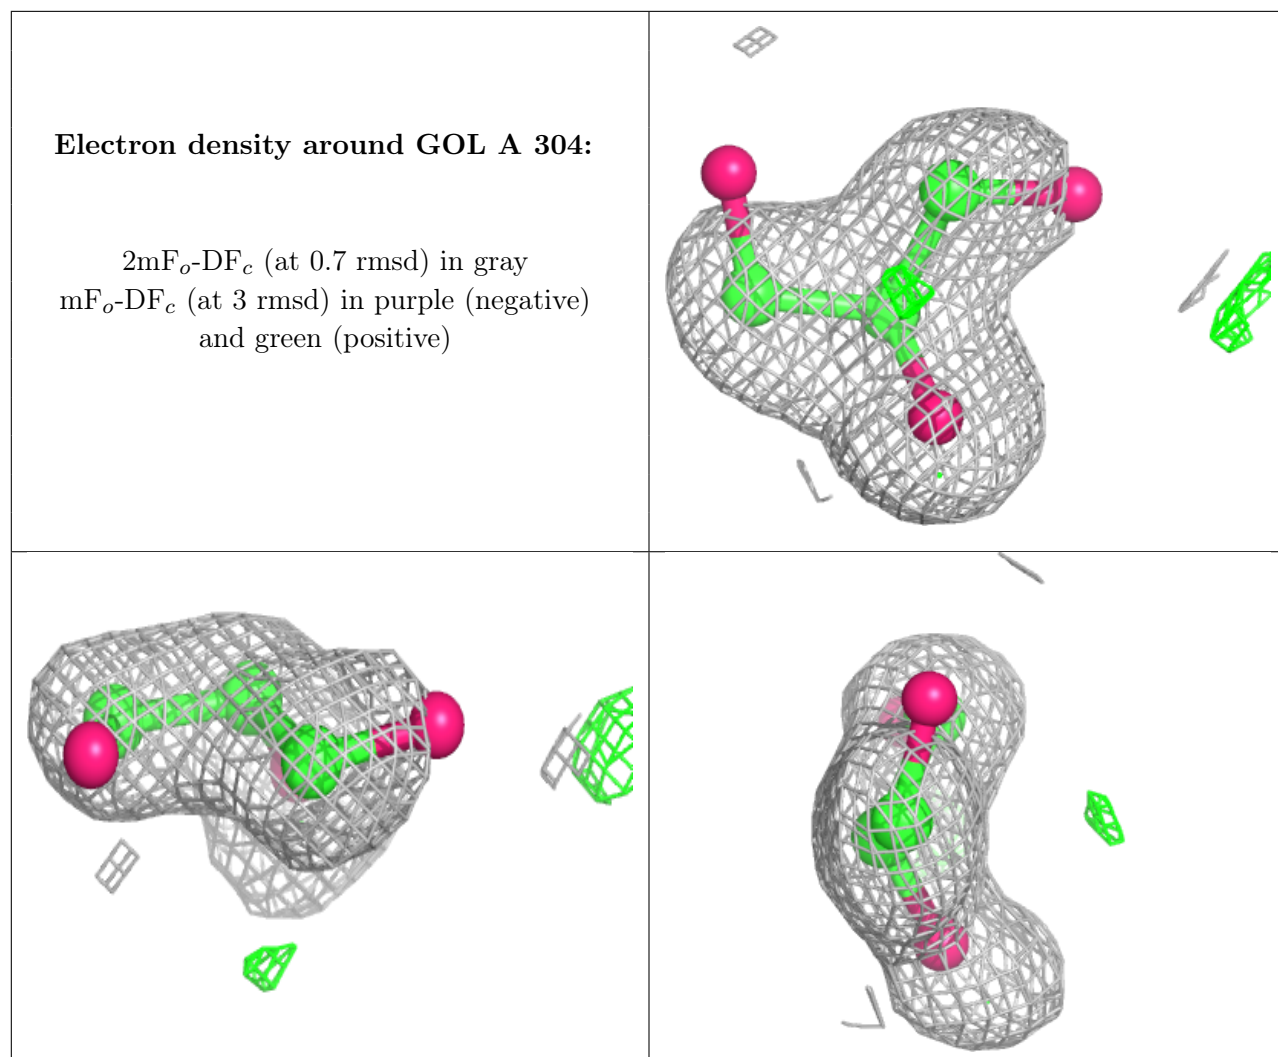 Electron density around GOL A 304:
2mFₒ-DF𝒸 (at 0.7 rmsd) in gray
mFₒ-DF𝒸 (at 3 rmsd) in purple (negative)
and green (positive)